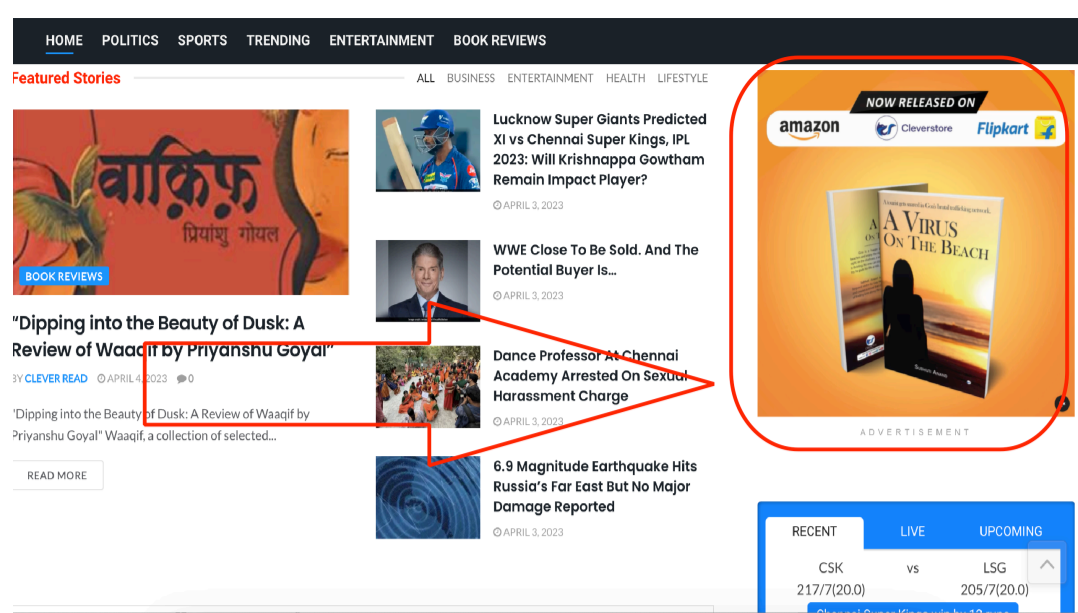 HOME POLITICS SPORTS TRENDING ENTERTAINMENT BOOK REVIEWS
Featured Stories
ALL BUSINESS ENTERTAINMENT HEALTH LIFESTYLE
वाक़िफ़
प्रियांशु गोयल
BOOK REVIEWS
"Dipping into the Beauty of Dusk: A
Review of Waaqif by Priyanshu Goyal"
BY CLEVER READ APRIL 4, 2023 0
"Dipping into the Beauty of Dusk: A Review of Waaqif by
Priyanshu Goyal" Waaqif, a collection of selected...
READ MORE
Lucknow Super Giants Predicted
XI vs Chennai Super Kings, IPL
2023: Will Krishnappa Gowtham
Remain Impact Player?
APRIL 3, 2023
WWE Close To Be Sold. And The
Potential Buyer Is…
APRIL 3, 2023
Dance Professor At Chennai
Academy Arrested On Sexual
Harassment Charge
APRIL 3, 2023
6.9 Magnitude Earthquake Hits
Russia's Far East But No Major
Damage Reported
APRIL 3, 2023
NOW RELEASED ON
amazon Cleverstore Flipkart
A VIRUS
ON THE BEACH
ADVERTISEMENT
RECENT LIVE UPCOMING
CSK vs LSG
217/7(20.0) 205/7(20.0)